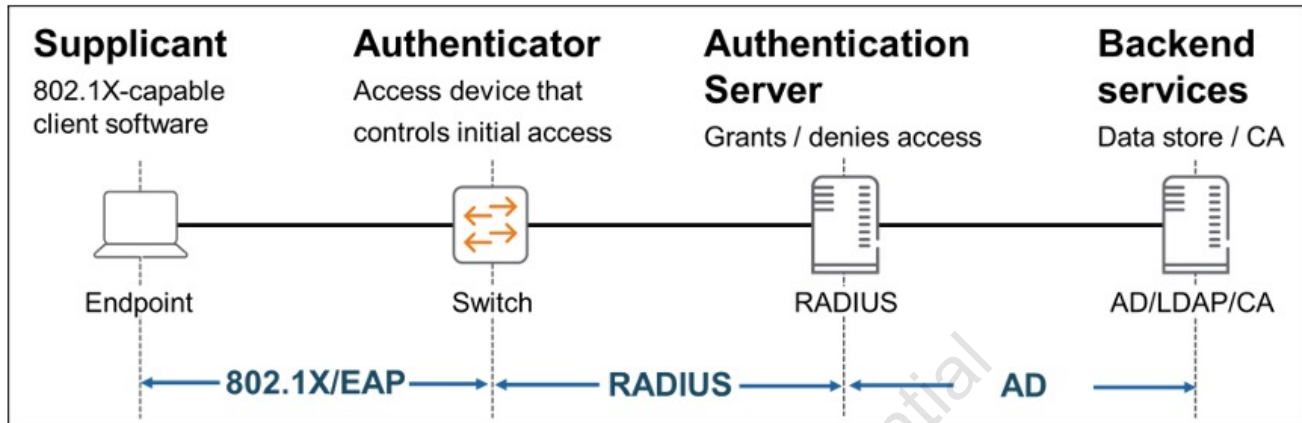 Supplicant
802.1X-capable
client software
Authenticator
Access device that
controls initial access
Authentication
Server
Grants / denies access
Backend
services
Data store / CA
Endpoint
Switch
RADIUS
AD/LDAP/CA
802.1X/EAP
RADIUS
AD